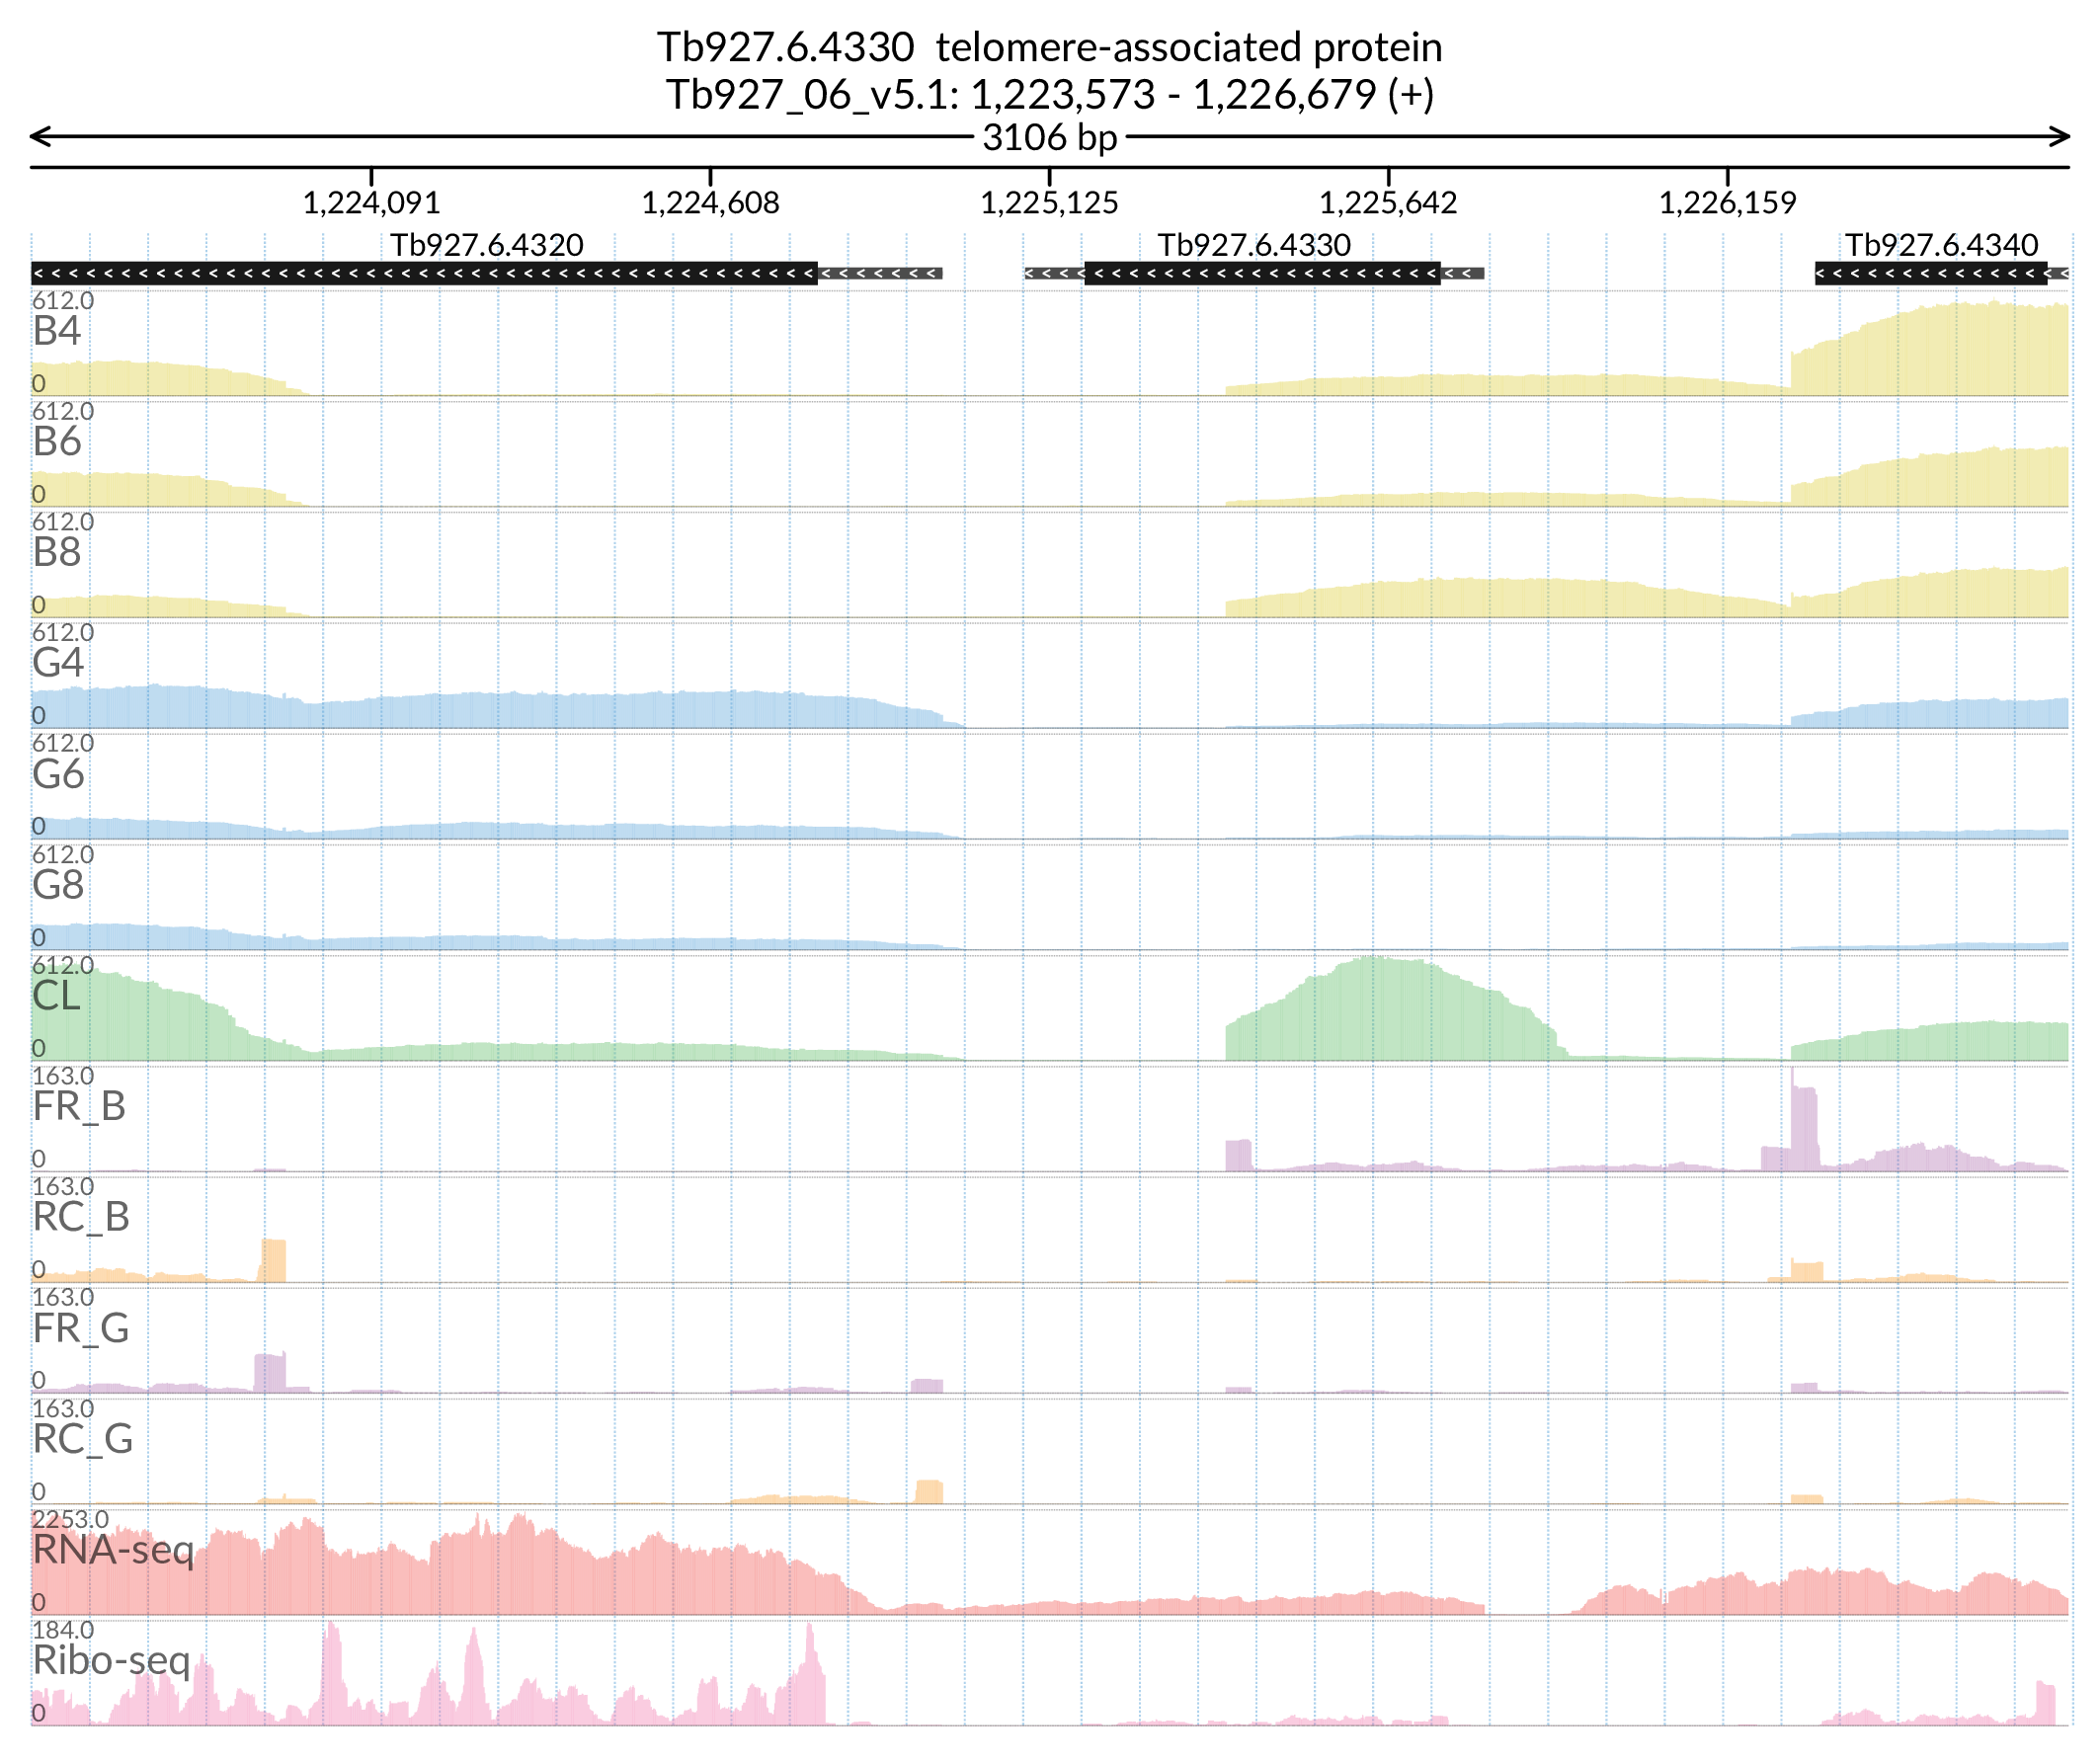 Tb927.6.4330  telomere-associated protein
Tb927_06_v5.1: 1,223,573 - 1,226,679 (+)
3106 bp
1,224,091 1,224,608 1,225,125 1,225,642 1,226,159
Tb927.6.4320 Tb927.6.4330 Tb927.6.4340
612.0
B4
0
612.0
B6
0
612.0
B8
0
612.0
G4
0
612.0
G6
0
612.0
G8
0
612.0
CL
0
163.0
FR_B
0
163.0
RC_B
0
163.0
FR_G
0
163.0
RC_G
0
2253.0
RNA-seq
0
184.0
Ribo-seq
0